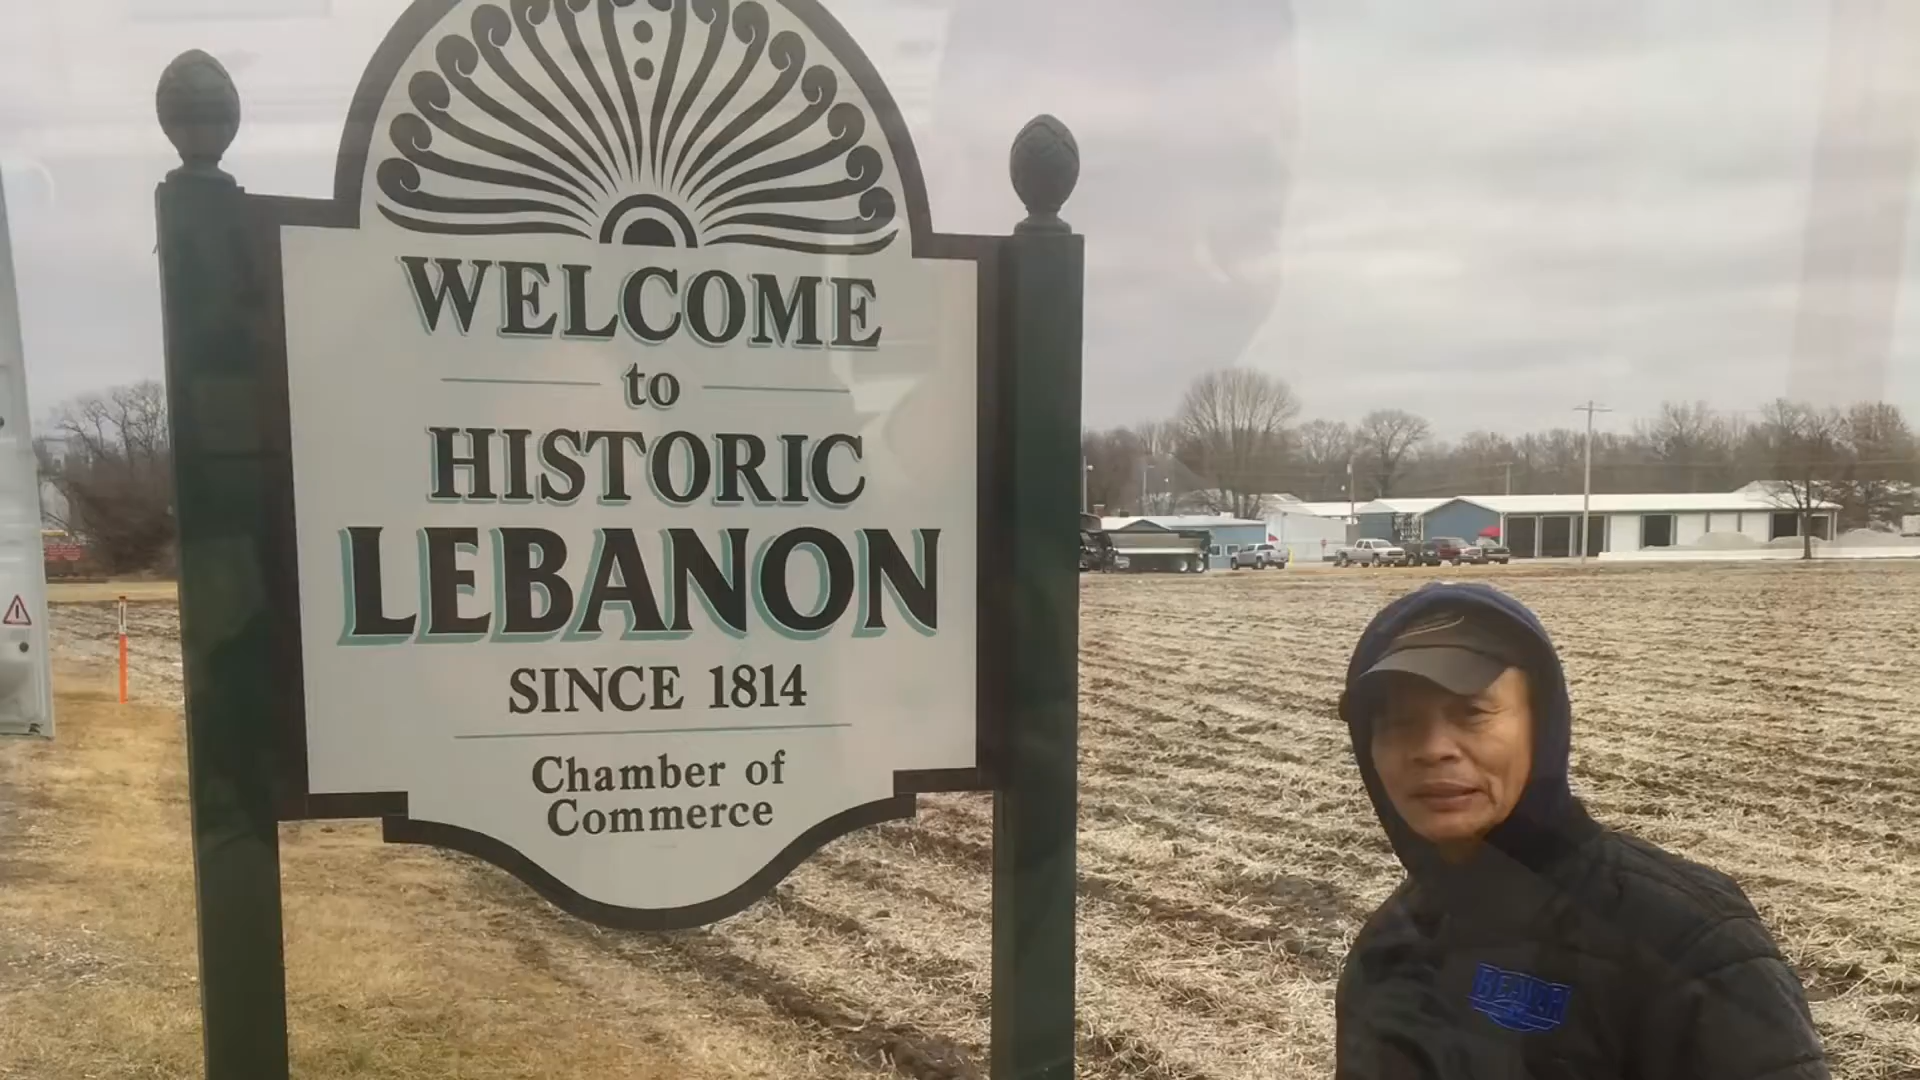 WELCOME
to
HISTORIC
LEBANON
SINCE 1814
Chamber of
Commerce
BEAVER